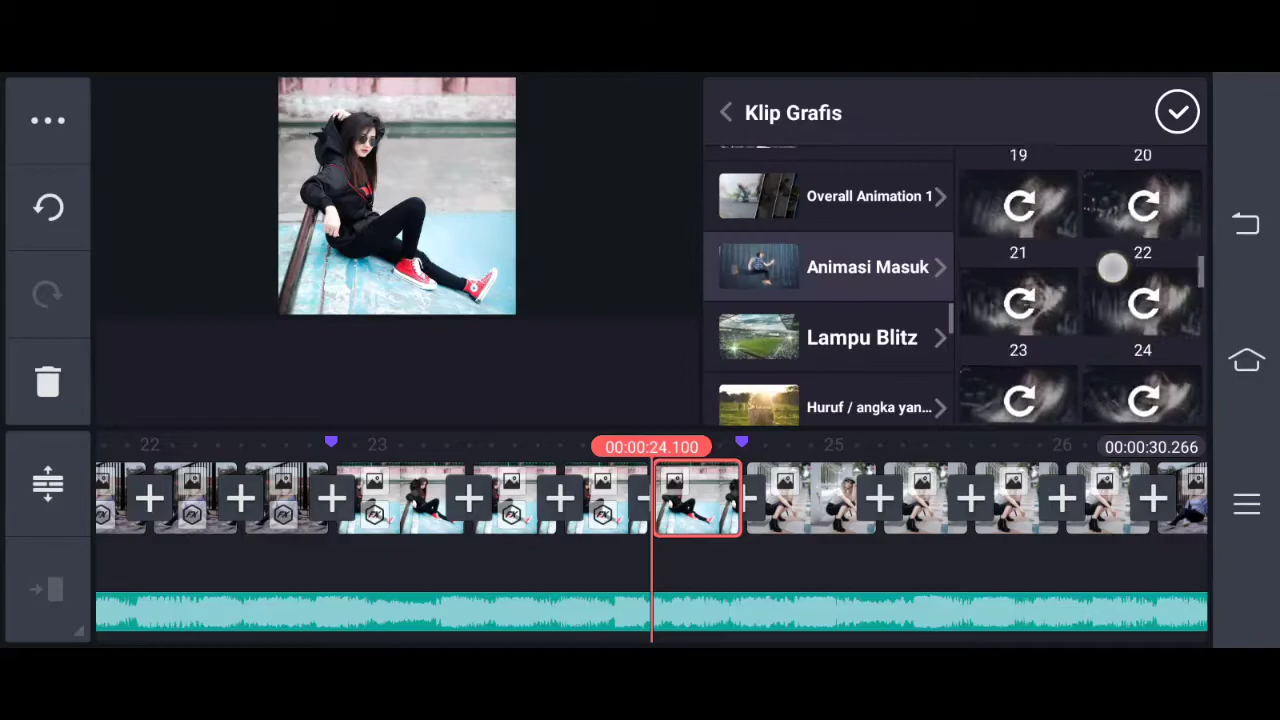 Klip Grafis
Overall Animation 1
Animasi Masuk
Lampu Blitz
Huruf / angka yan...
19
20
21
22
23
24
22
23
00:00:24.100
25
26
00:00:30.266